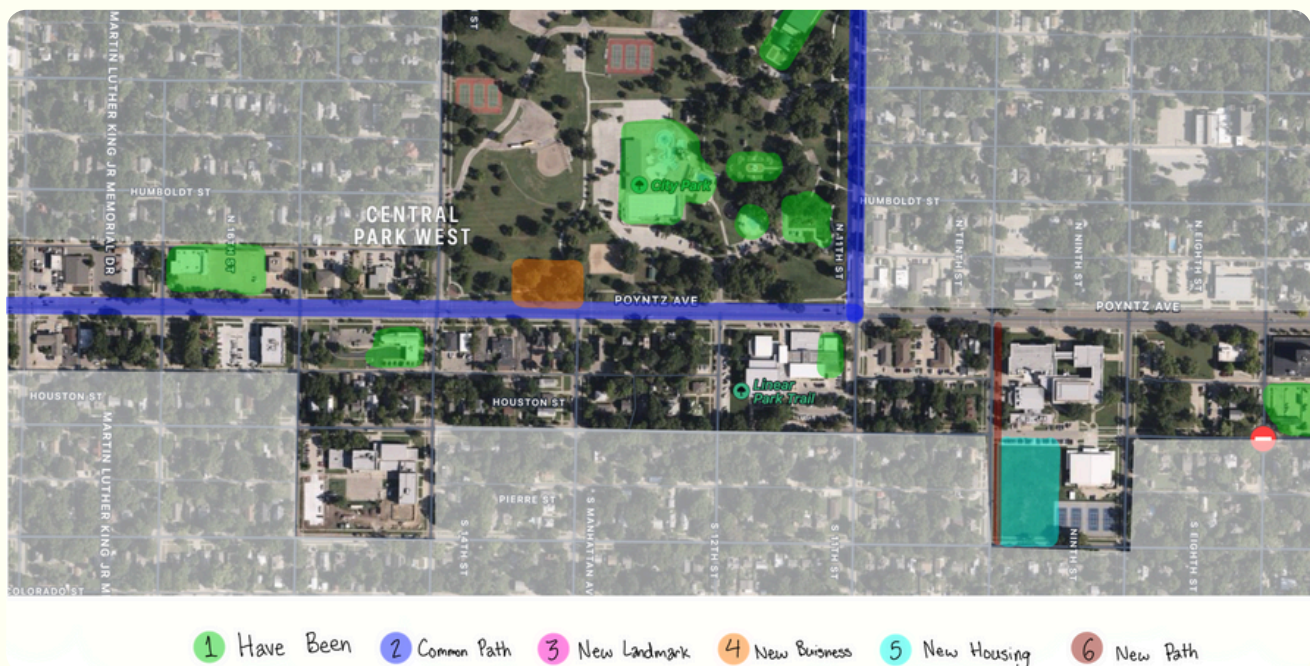 MARTIN LUTHER KING JR MEMORIAL DR
ST
HUMBOLDT ST
N 16TH ST
CENTRAL
PARK WEST
City Park
N 11TH ST
HUMBOLDT ST
N TENTH ST
N NINTH ST
N EIGHTH ST
POYNTZ AVE
POYNTZ AVE
Linear
Park Trail
HOUSTON ST
HOUSTON ST
MARTIN LUTHER KING JR M
PIERRE ST
S 14TH ST
S MANHATTAN AV
S 12TH ST
S 11TH ST
NINTH ST
S EIGHTH ST
COLORADO ST
1 Have Been 2 Common Path 3 New Landmark 4 New Buisness 5 New Housing 6 New Path